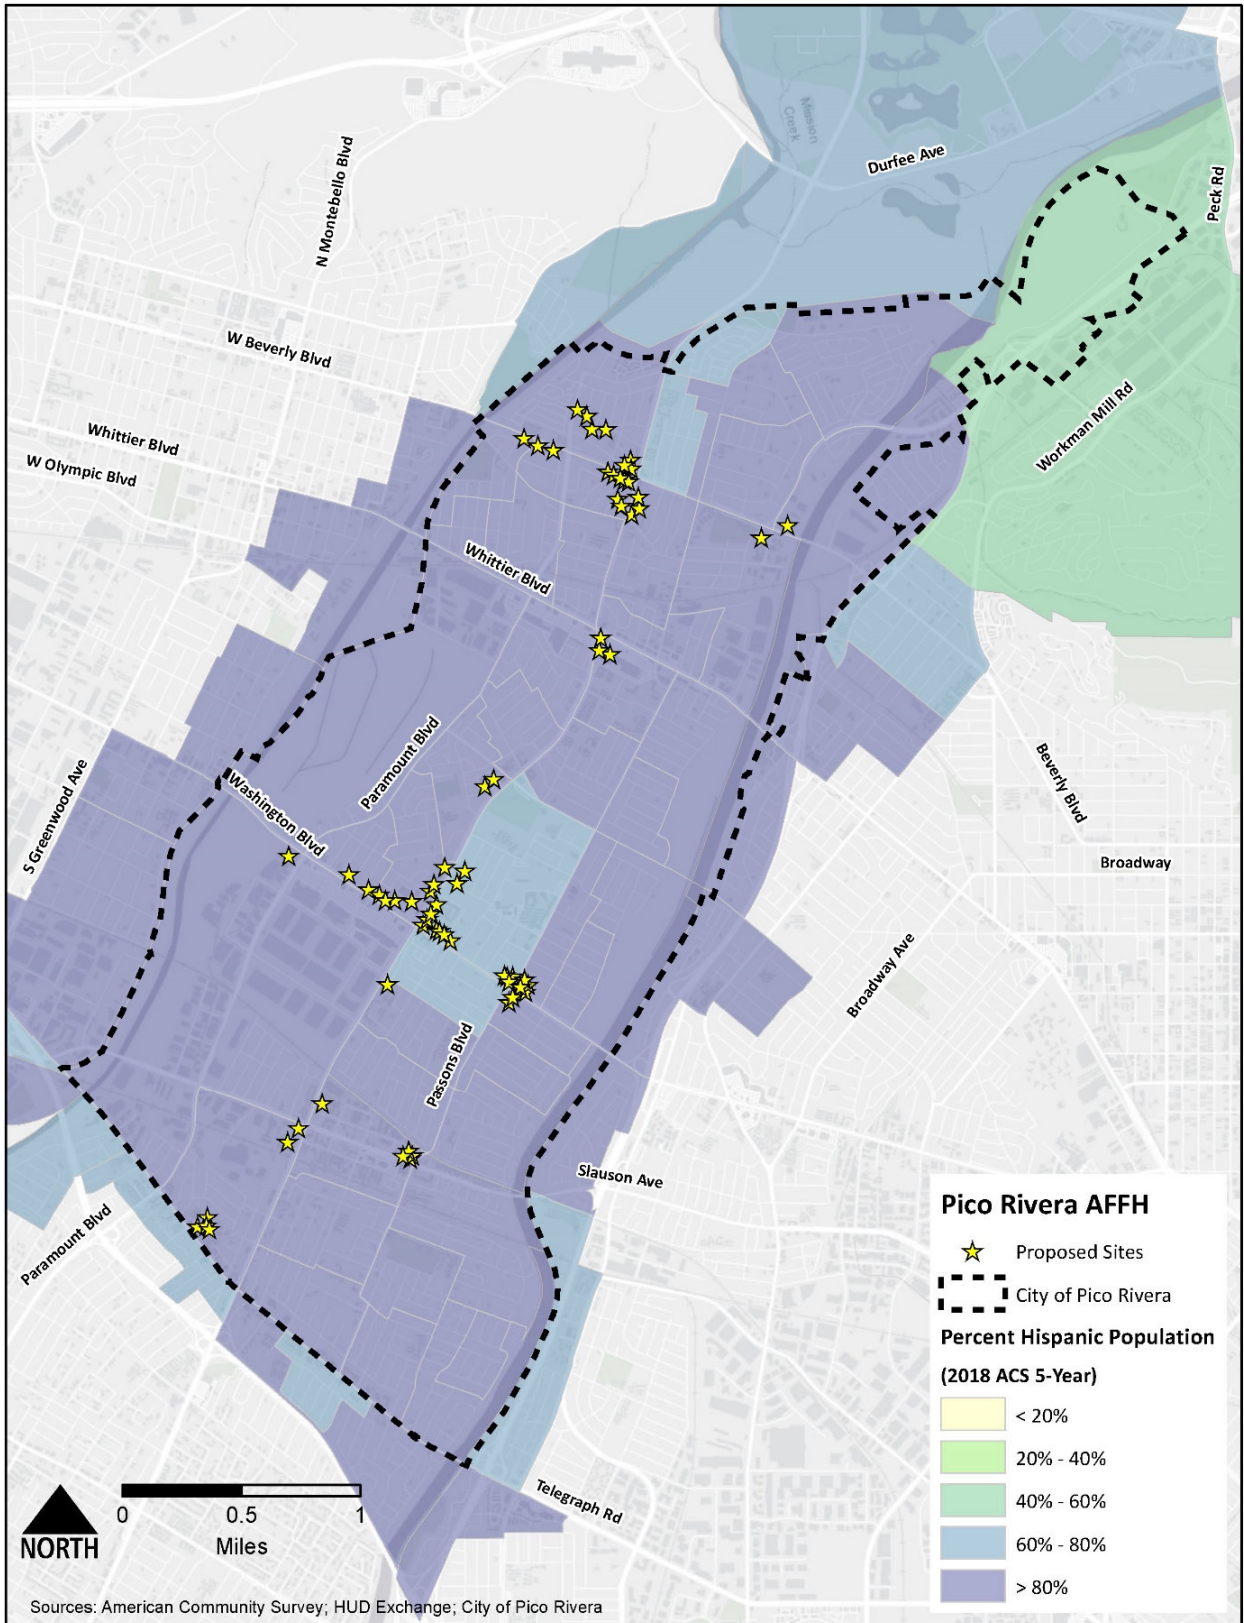 Mission
Creek
Durfee Ave
Peck Rd
N Montebello Blvd
W Beverly Blvd
Whittier Blvd
W Olympic Blvd
Workman Mill Rd
Whittier Blvd
Paramount Blvd
Washington Blvd
S Greenwood Ave
Beverly Blvd
Broadway
Broadway Ave
Passons Blvd
Slauson Ave
Paramount Blvd
Telegraph Rd
Pico Rivera AFFH
Proposed Sites
City of Pico Rivera
Percent Hispanic Population
(2018 ACS 5-Year)
< 20%
20% - 40%
40% - 60%
60% - 80%
> 80%
NORTH
0 0.5 1
Miles
Sources: American Community Survey; HUD Exchange; City of Pico Rivera